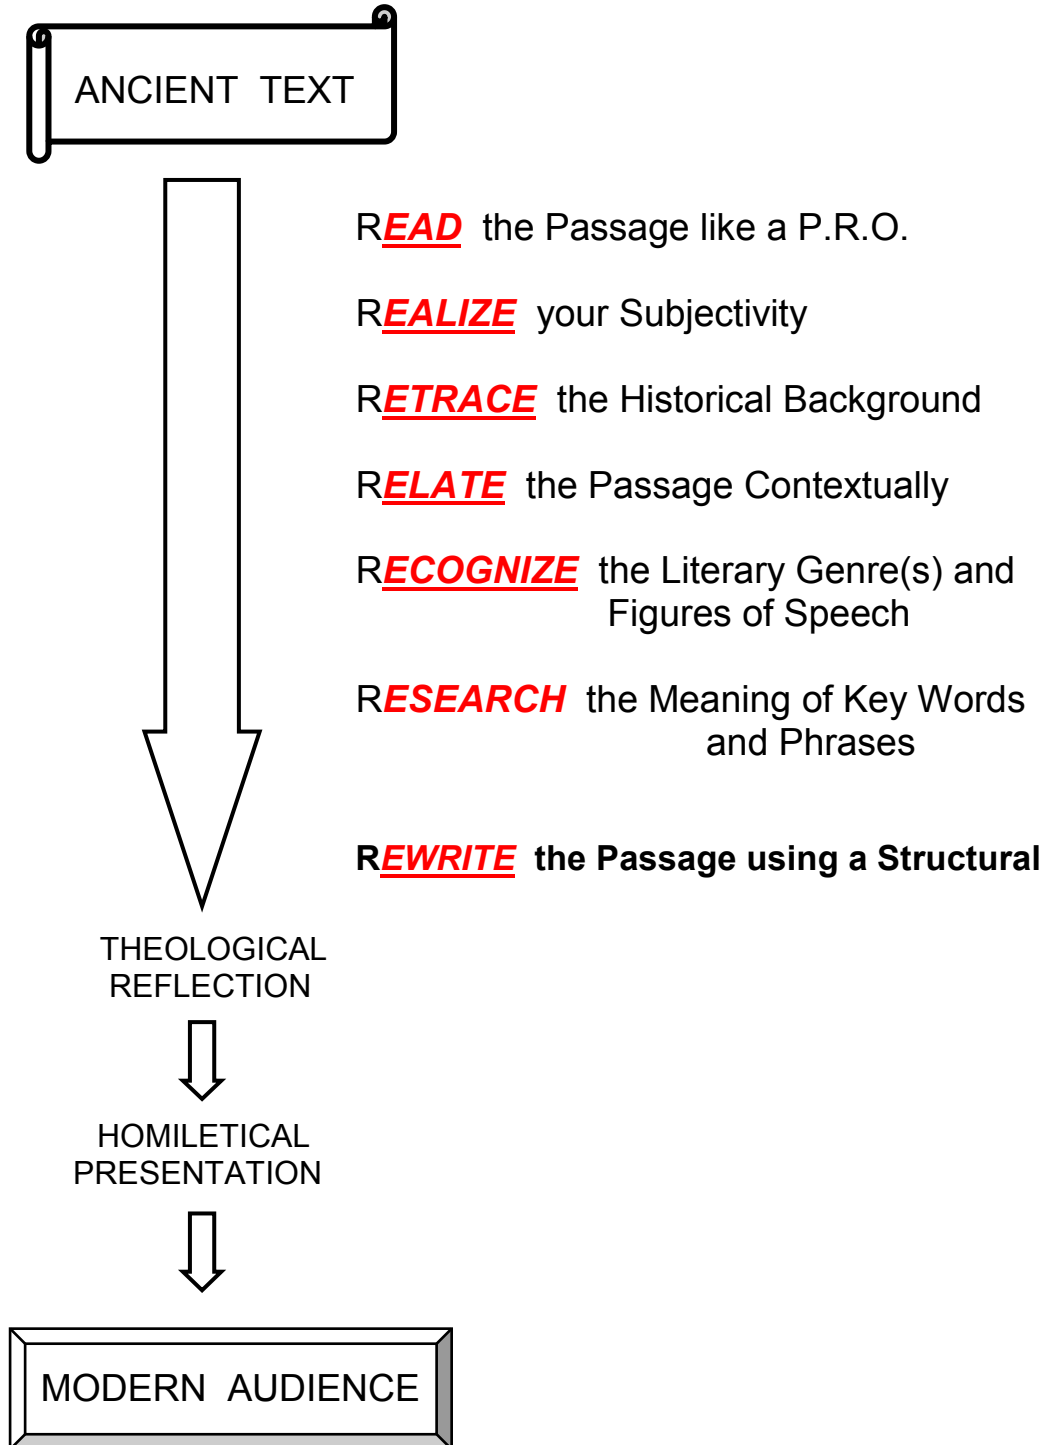 ANCIENT TEXT
READ the Passage like a P.R.O.
REALIZE your Subjectivity
RETRACE the Historical Background
RELATE the Passage Contextually
RECOGNIZE the Literary Genre(s) and
Figures of Speech
RESEARCH the Meaning of Key Words
and Phrases
REWRITE the Passage using a Structural
THEOLOGICAL
REFLECTION
HOMILETICAL
PRESENTATION
MODERN AUDIENCE